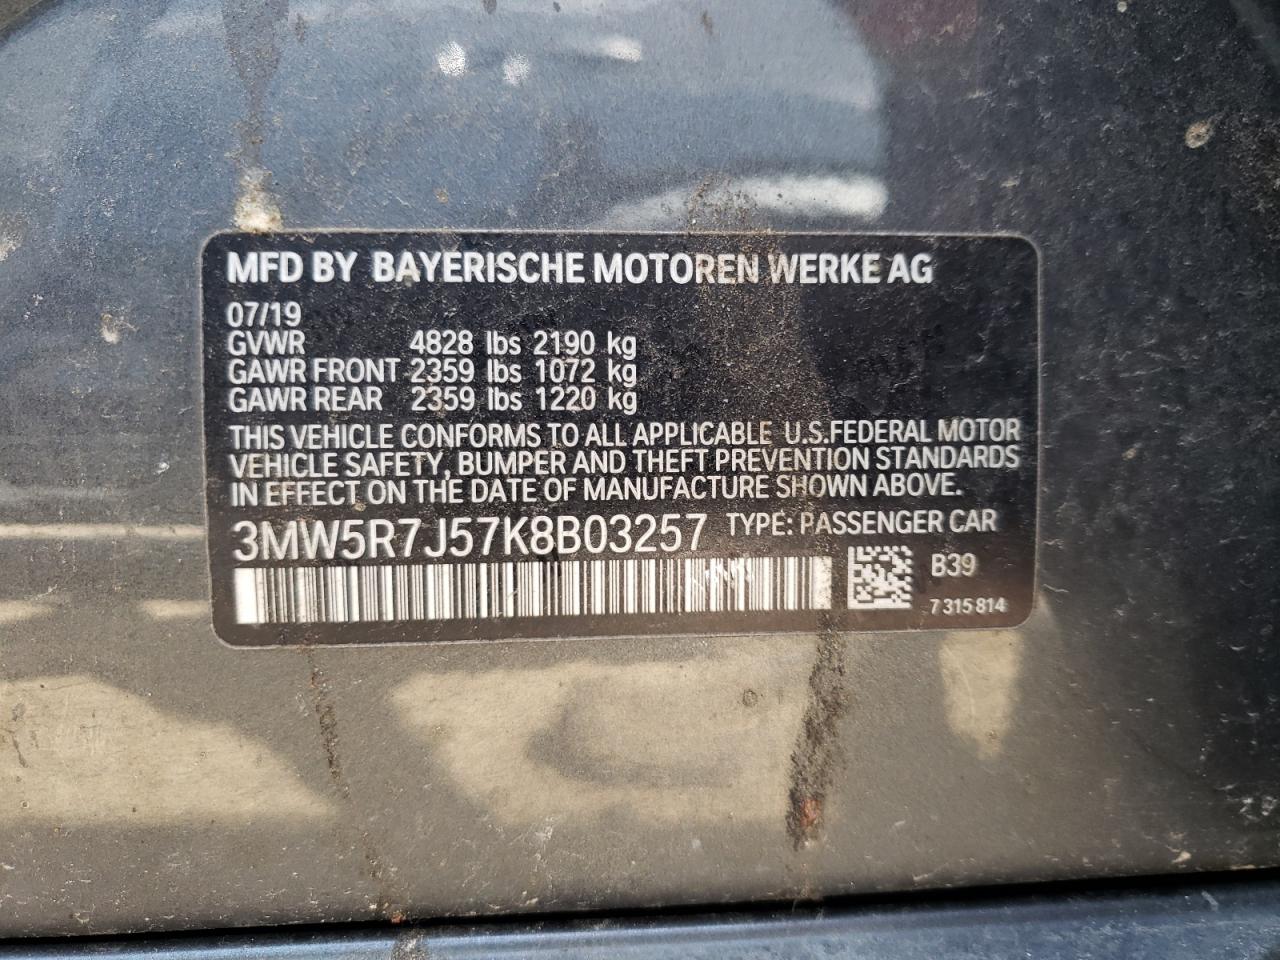 MFD BY BAYERISCHE MOTOREN WERKE AG
07/19
GVWR 4828 lbs 2190 kg
GAWR FRONT 2359 lbs 1072 kg
GAWR REAR 2359 lbs 1220 kg
THIS VEHICLE CONFORMS TO ALL APPLICABLE U.S.FEDERAL MOTOR
VEHICLE SAFETY, BUMPER AND THEFT PREVENTION STANDARDS
IN EFFECT ON THE DATE OF MANUFACTURE SHOWN ABOVE.
3MW5R7J57K8B03257 TYPE: PASSENGER CAR
B39
7 315 814